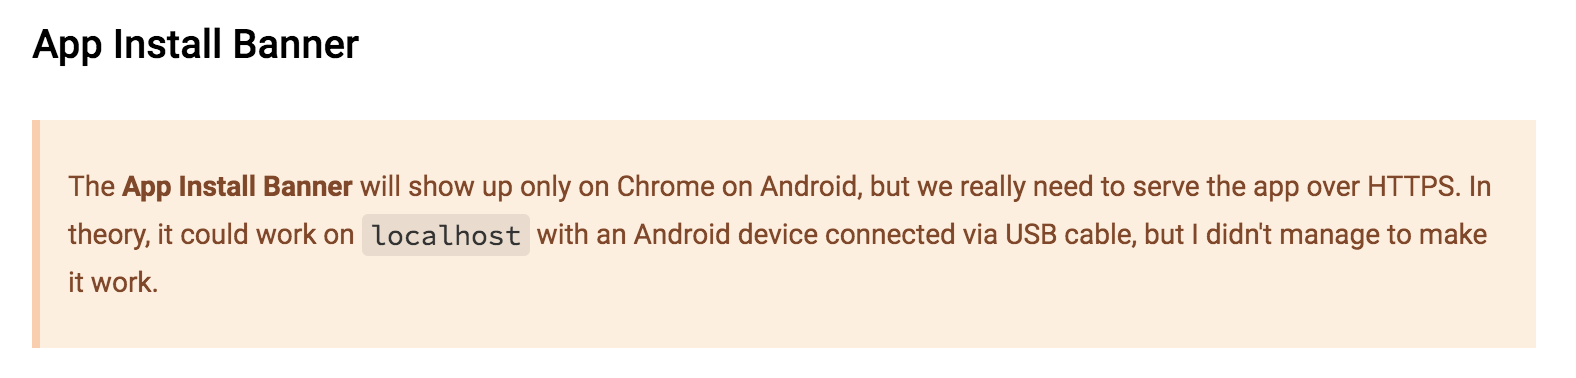 App Install Banner
The App Install Banner will show up only on Chrome on Android, but we really need to serve the app over HTTPS. In
theory, it could work on localhost with an Android device connected via USB cable, but I didn't manage to make
it work.